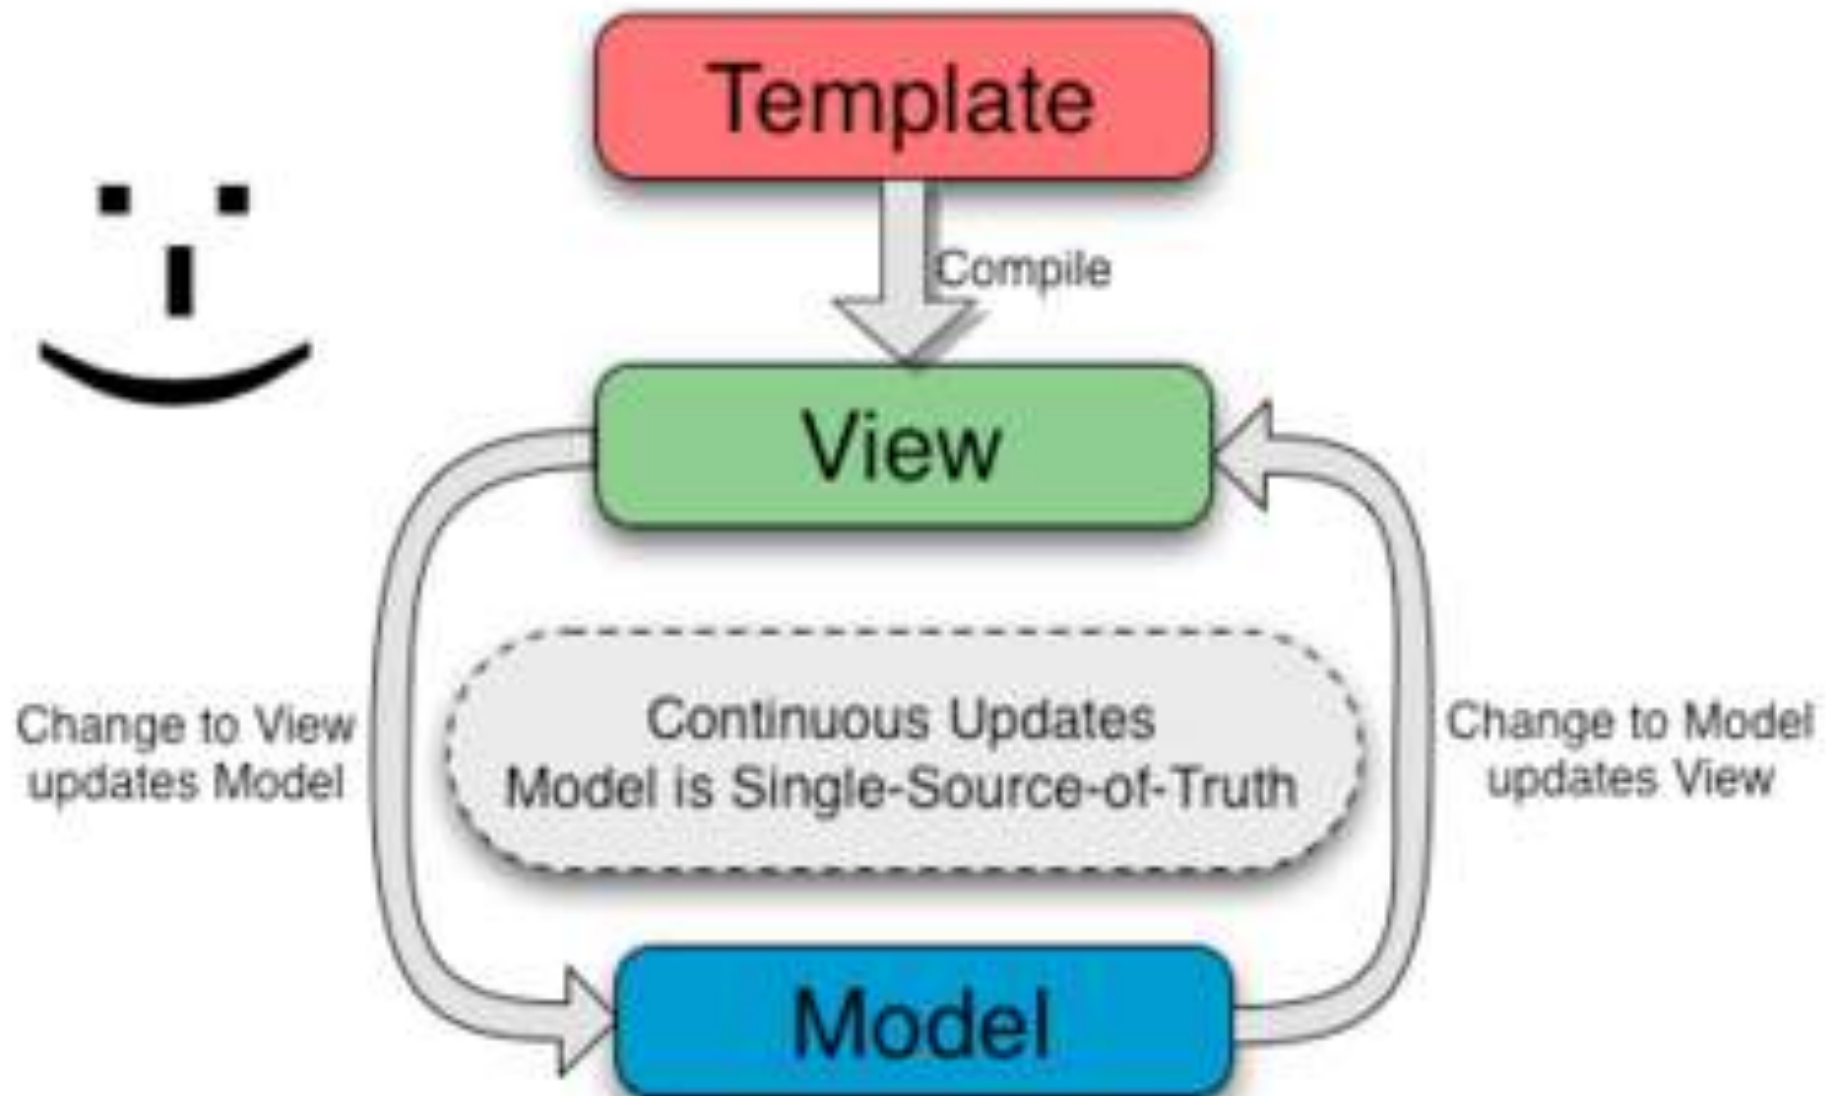 Template
Compile
View
Change to View
updates Model
Continuous Updates
Model is Single-Source-of-Truth
Change to Model
updates View
Model